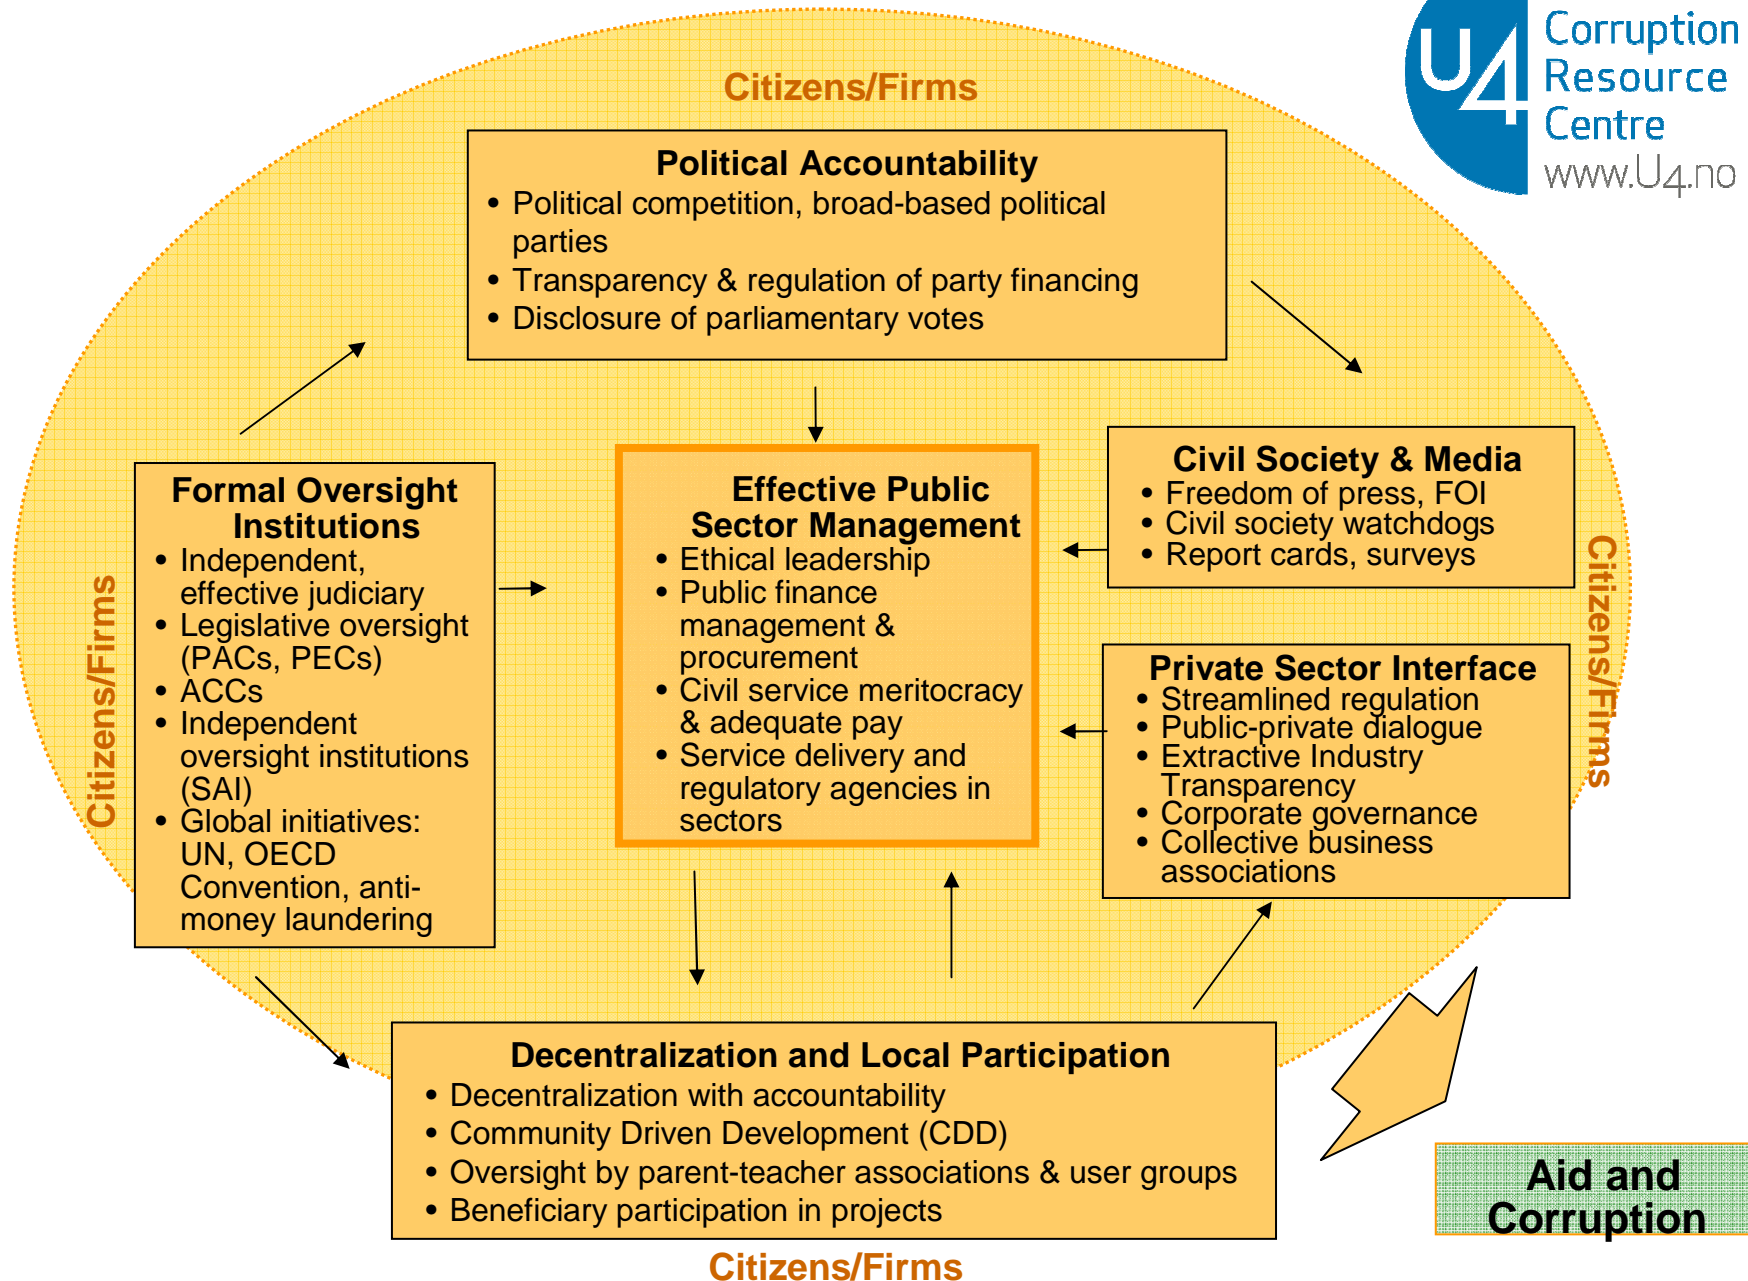 U4
Corruption
Resource
Centre
www.U4.no
Citizens/Firms
Political Accountability
• Political competition, broad-based political
parties
• Transparency & regulation of party financing
• Disclosure of parliamentary votes
Formal Oversight
Institutions
• Independent,
effective judiciary
• Legislative oversight
(PACs, PECs)
• ACCs
• Independent
oversight institutions
(SAI)
• Global initiatives:
UN, OECD
Convention, anti-
money laundering
Citizens/Firms
Effective Public
Sector Management
• Ethical leadership
• Public finance
management &
procurement
• Civil service meritocracy
& adequate pay
• Service delivery and
regulatory agencies in
sectors
Civil Society & Media
• Freedom of press, FOI
• Civil society watchdogs
• Report cards, surveys
Private Sector Interface
• Streamlined regulation
• Public-private dialogue
• Extractive Industry
Transparency
• Corporate governance
• Collective business
associations
Citizens/Firms
Decentralization and Local Participation
• Decentralization with accountability
• Community Driven Development (CDD)
• Oversight by parent-teacher associations & user groups
• Beneficiary participation in projects
Citizens/Firms
Aid and
Corruption